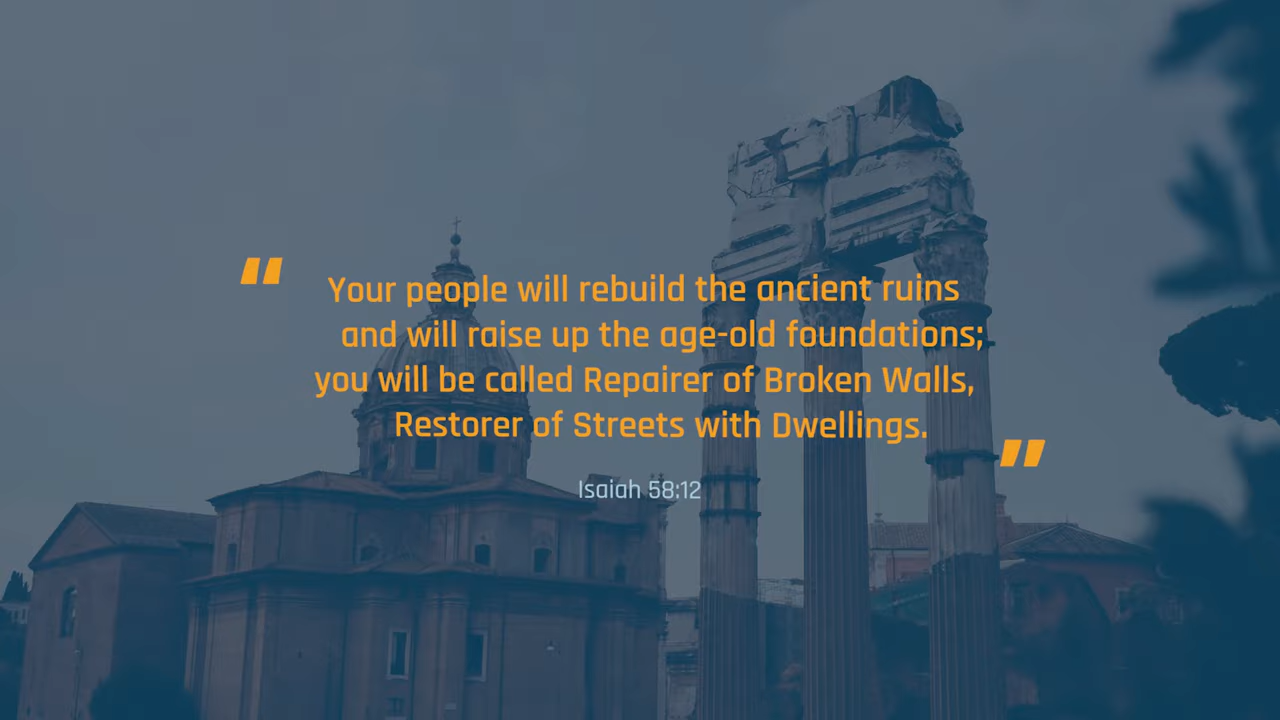 " Your people will rebuild the ancient ruins
and will raise up the age-old foundations;
you will be called Repairer of Broken Walls,
Restorer of Streets with Dwellings. "
Isaiah 58:12